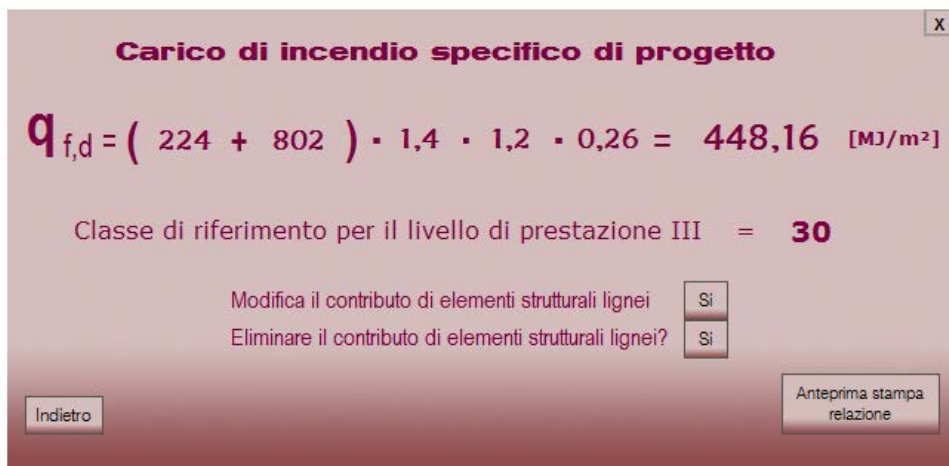 X
Carico di incendio specifico di progetto
q f,d = ( 224 + 802 ) · 1,4 · 1,2 · 0,26 = 448,16 [MJ/m²]
Classe di riferimento per il livello di prestazione III = 30
Modifica il contributo di elementi strutturali lignei Si
Eliminare il contributo di elementi strutturali lignei? Si
Indietro
Anteprima stampa
relazione